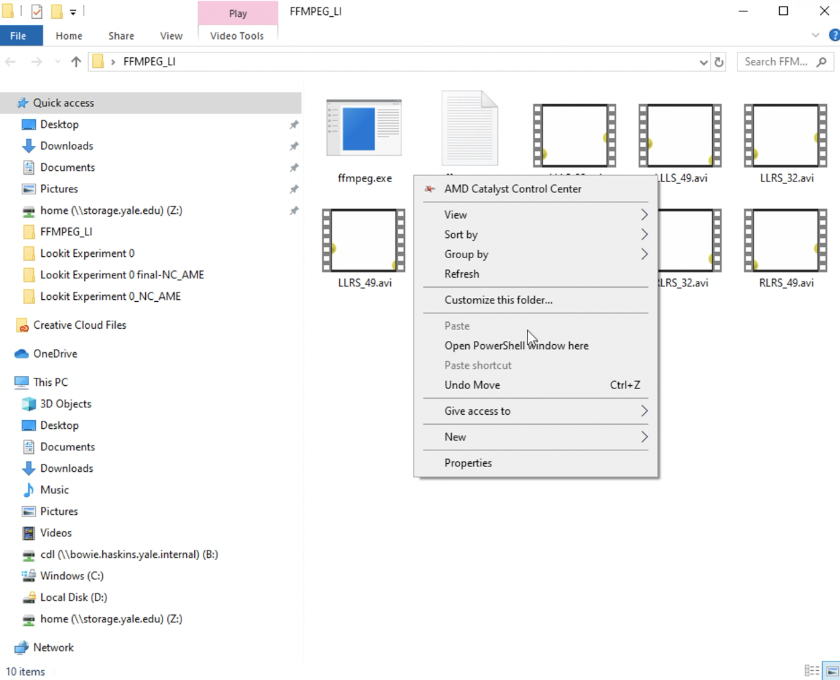 Play
FFMPEG_LI
File
Home
Share
View
Video Tools
FFMPEG_LI
Search FFM...
Quick access
Desktop
Downloads
Documents
Pictures
home (\\storage.yale.edu) (Z:)
FFMPEG_LI
Lookit Experiment 0
Lookit Experiment 0 final-NC_AME
Lookit Experiment 0_NC_AME
Creative Cloud Files
OneDrive
This PC
3D Objects
Desktop
Documents
Downloads
Music
Pictures
Videos
cdl (\\bowie.haskins.yale.internal) (B:)
Windows (C:)
Local Disk (D:)
home (\\storage.yale.edu) (Z:)
Network
10 items
ffmpeg.exe
LLS_49.avi
LLRS_32.avi
LLRS_49.avi
RLRS_32.avi
RLRS_49.avi
AMD Catalyst Control Center
View
Sort by
Group by
Refresh
Customize this folder...
Paste
Open PowerShell window here
Paste shortcut
Undo Move Ctrl+Z
Give access to
New
Properties